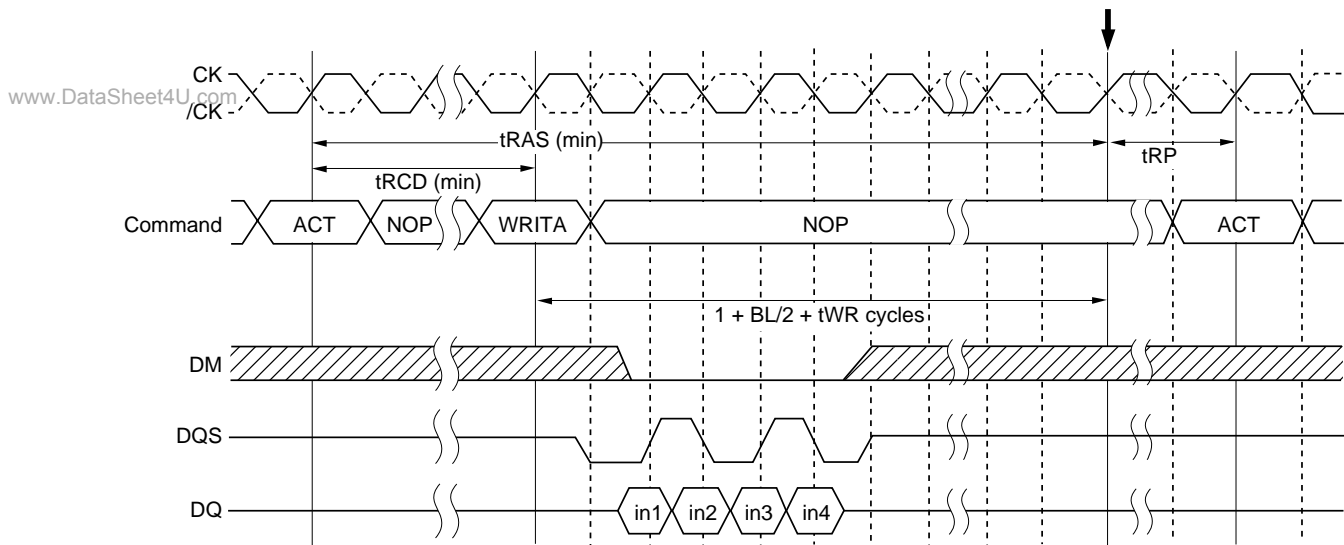 CK
www.DataSheet4U.com
/CK
tRAS (min)
tRP
tRCD (min)
Command ACT NOP WRITA NOP ACT
1 + BL/2 + tWR cycles
DM
DQS
DQ in1 in2 in3 in4